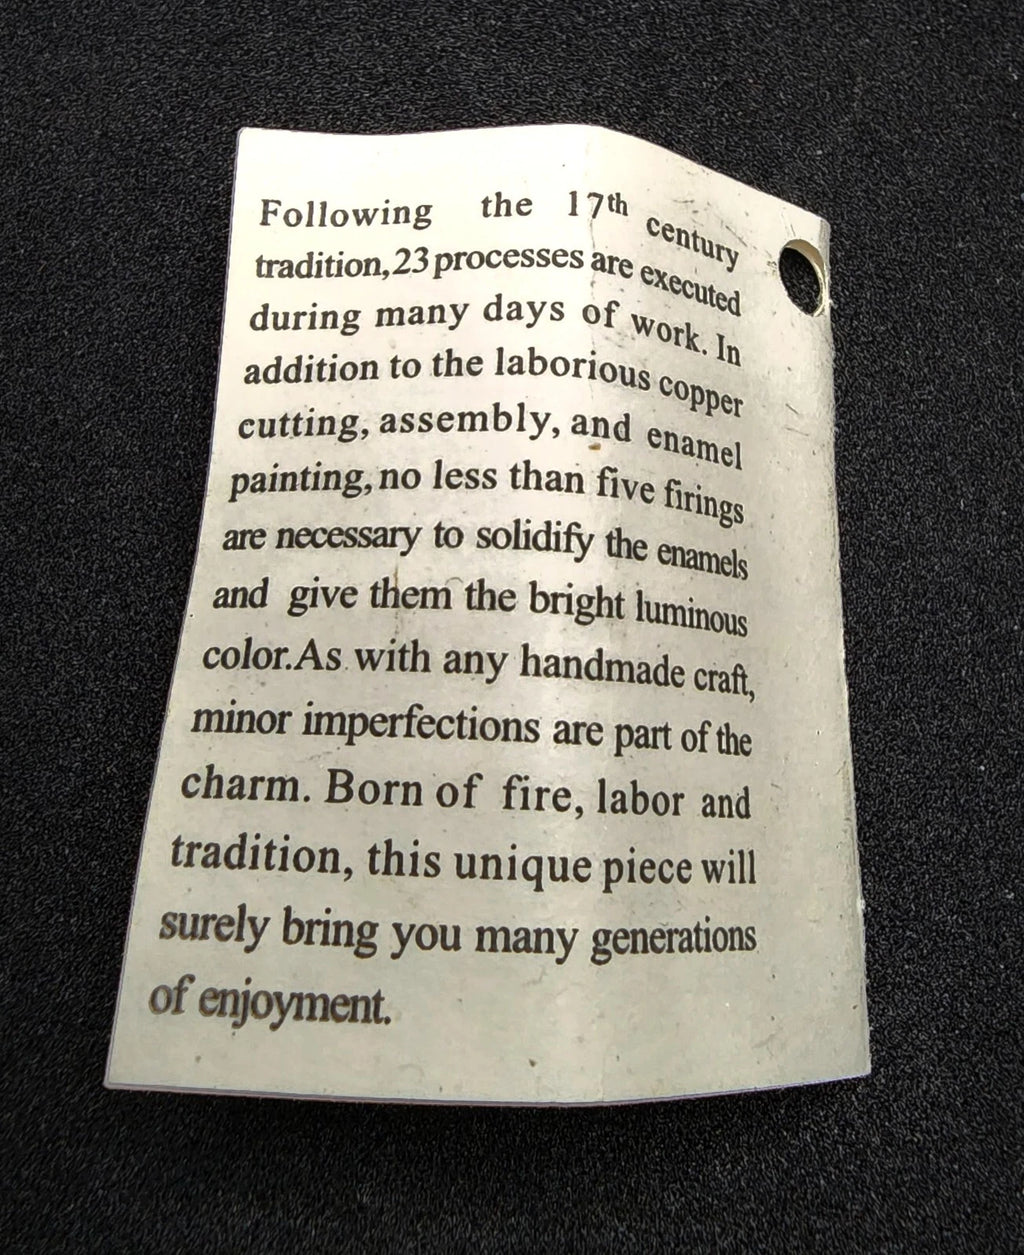 Following the 17th century
tradition,23 processes are executed
during many days of work. In
addition to the laborious copper
cutting, assembly, and enamel
painting, no less than five firings
are necessary to solidify the enamels
and give them the bright luminous
color.As with any handmade craft,
minor imperfections are part of the
charm. Born of fire, labor and
tradition, this unique piece will
surely bring you many generations
of enjoyment.